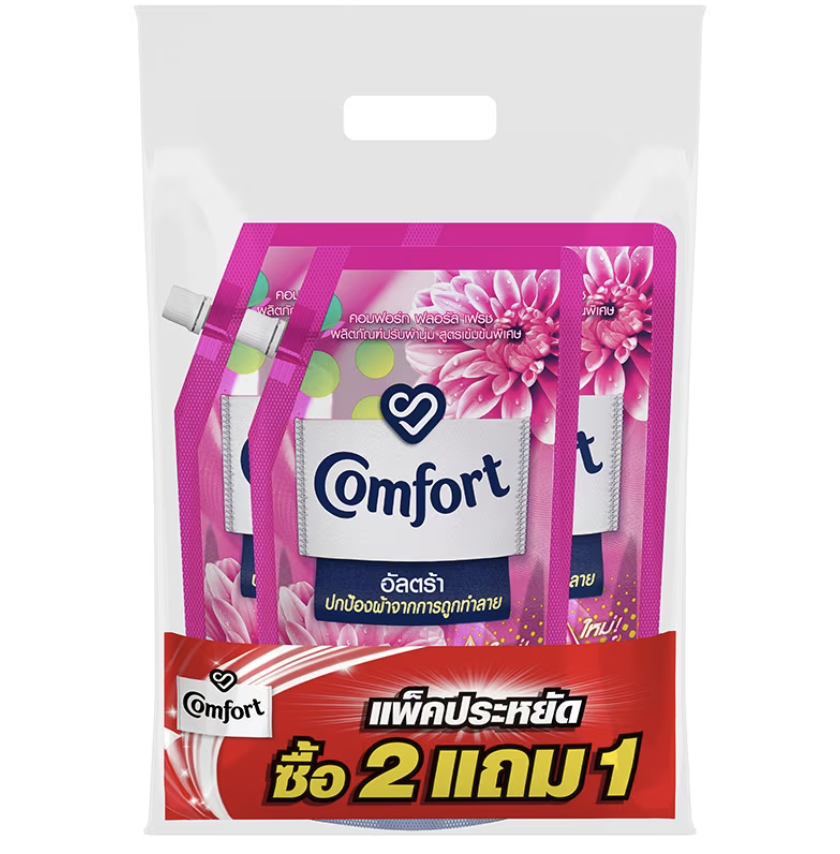 คอมฟอร์ท ฟลอรัล เฟรช
ผลิตภัณฑ์ปรับผ้านุ่ม สูตรเข้มข้นพิเศษ
Comfort
อัลตร้า
ปกป้องผ้าจากการถูกทำลาย
ใหม่!
Comfort
แพ็คประหยัด
ซื้อ 2 แถม 1